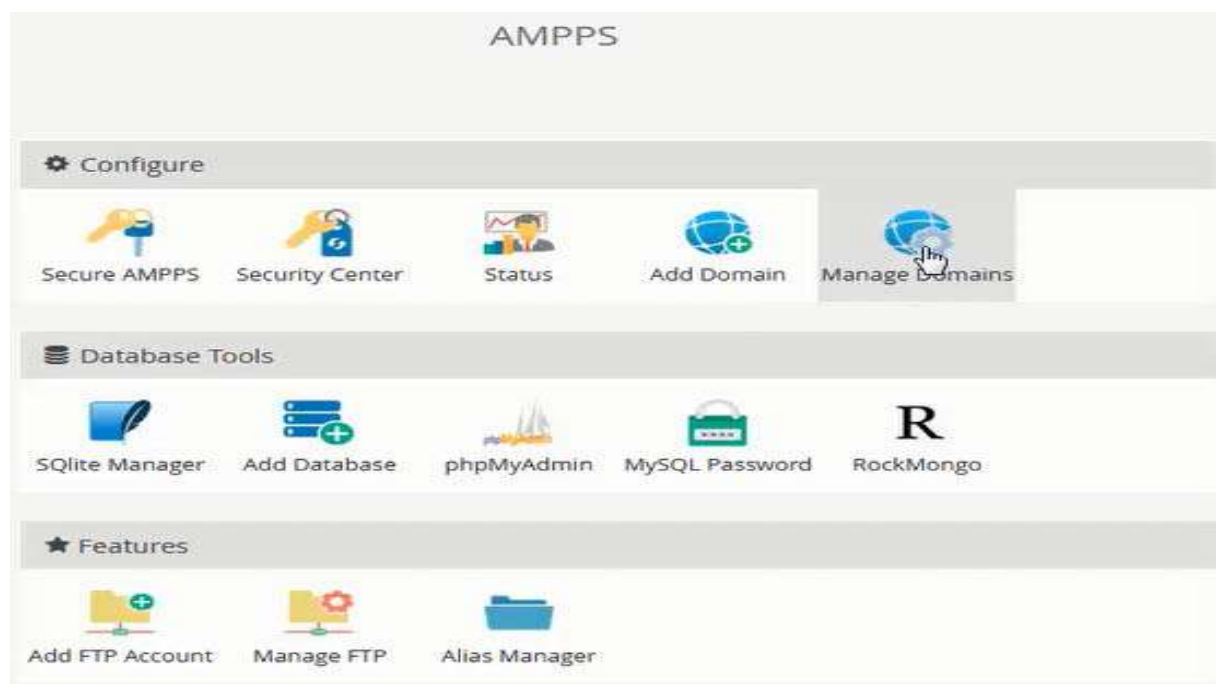 AMPPS
Configure
Secure AMPPS Security Center Status Add Domain Manage Domains
Database Tools
phpMyAdmin
R
SQlite Manager Add Database phpMyAdmin MySQL Password RockMongo
Features
Add FTP Account Manage FTP Alias Manager